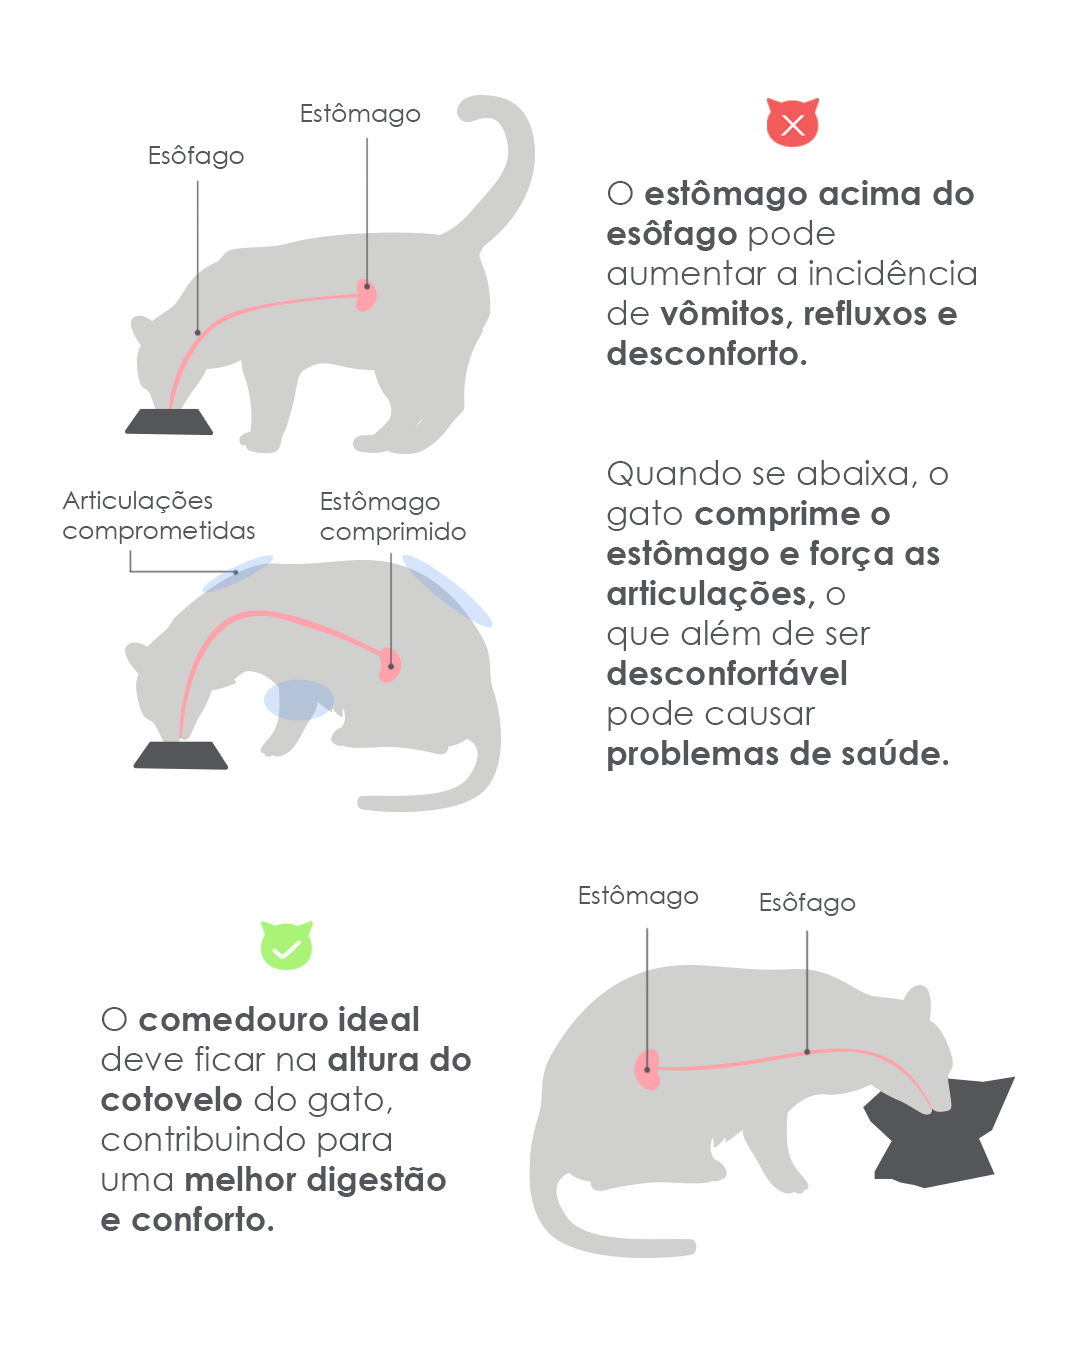 Estômago
Esôfago
O estômago acima do
esôfago pode
aumentar a incidência
de vômitos, refluxos e
desconforto.
Articulações
comprometidas
Estômago
comprimido
Quando se abaixa, o
gato comprime o
estômago e força as
articulações, o
que além de ser
desconfortável
pode causar
problemas de saúde.
O comedouro ideal
deve ficar na altura do
cotovelo do gato,
contribuindo para
uma melhor digestão
e conforto.
Estômago
Esôfago